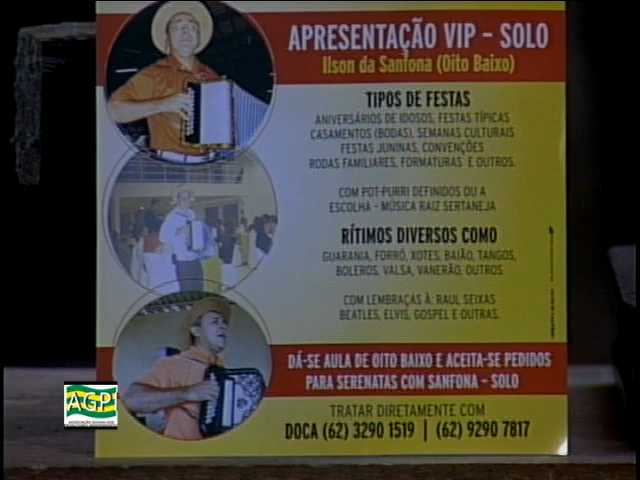 APRESENTAÇÃO VIP - SOLO
Ilson da Sanfona (Oito Baixo)
TIPOS DE FESTAS
ANIVERSÁRIOS DE IDOSOS, FESTAS TÍPICAS
CASAMENTOS (BODAS), SEMANAS CULTURAIS
FESTAS JUNINAS, CONVENÇÕES
RODAS FAMILIARES, FORMATURAS E OUTROS.
COM POT-PURRI DEFINIDOS OU A
ESCOLHA - MÚSICA RAIZ SERTANEJA
RÍTIMOS DIVERSOS COMO
GUARANIA, FORRÓ, XOTES, BAIÃO, TANGOS,
BOLEROS, VALSA, VANERÃO, OUTROS
COM LEMBRAÇAS À: RAUL SEIXAS
BEATLES, ELVIS, GOSPEL E OUTRAS.
DÁ-SE AULA DE OITO BAIXO E ACEITA-SE PEDIDOS
PARA SERENATAS COM SANFONA - SOLO
TRATAR DIRETAMENTE COM
DOCA (62) 3290 1519 | (62) 9290 7817
AGP